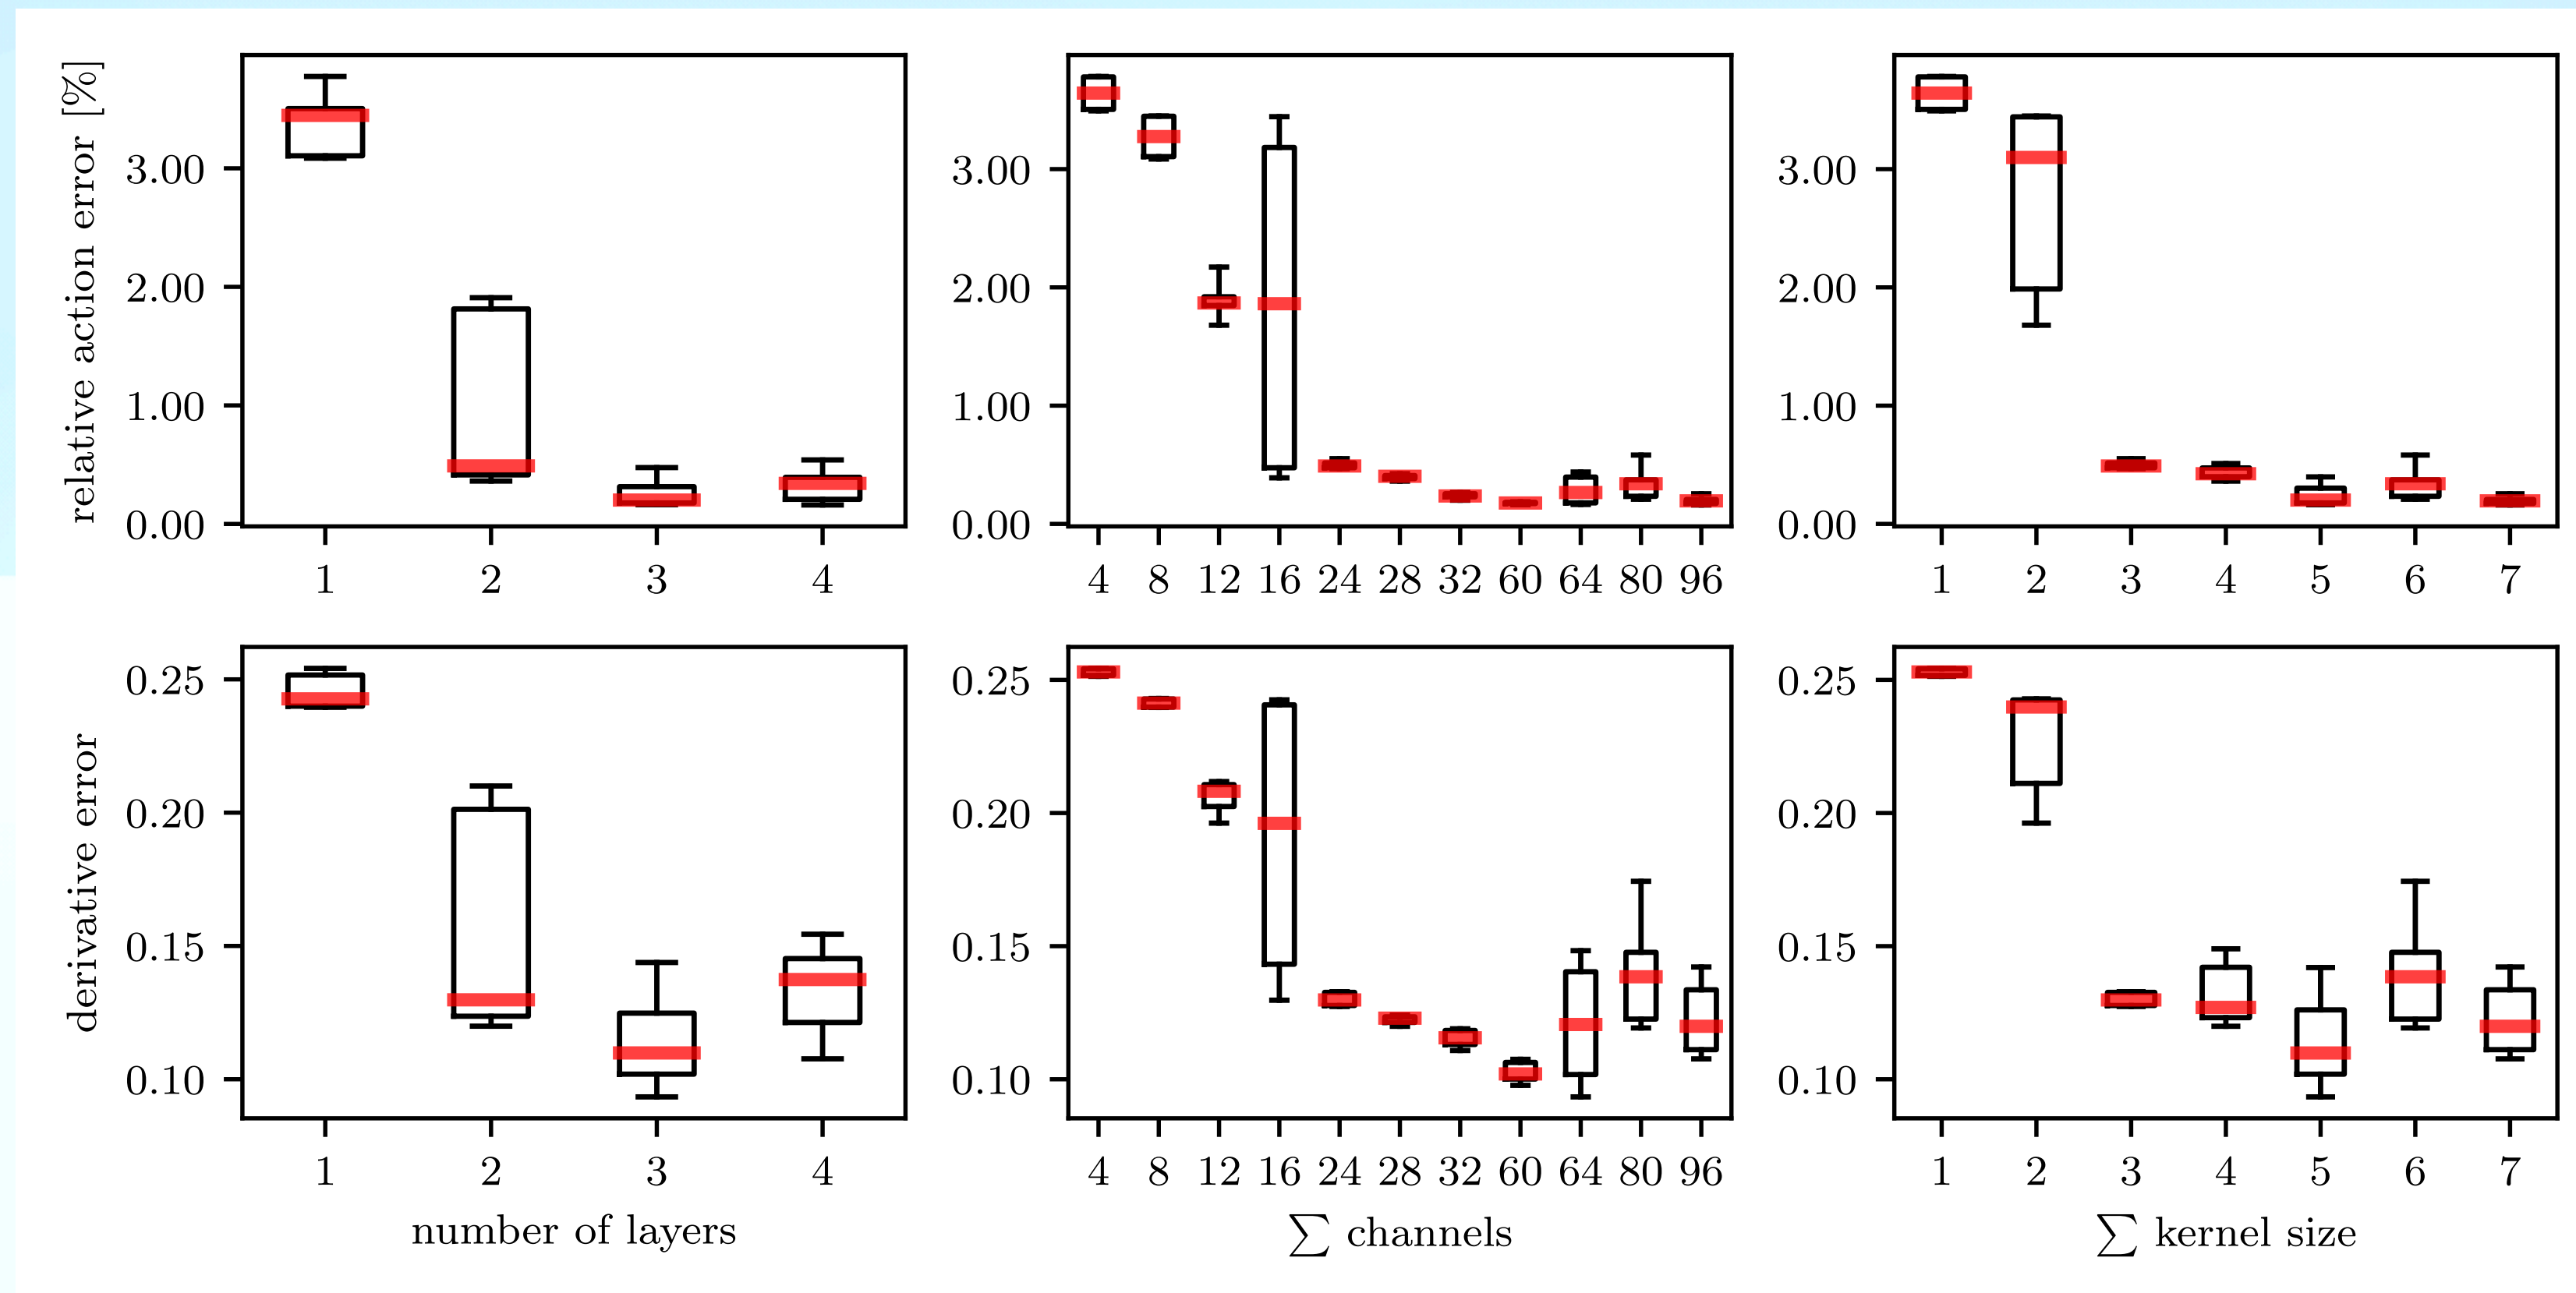 relative action error [%]
3.00
2.00
1.00
0.00
1 2 3 4
3.00
2.00
1.00
0.00
4 8 12 16 24 28 32 60 64 80 96
3.00
2.00
1.00
0.00
1 2 3 4 5 6 7
derivative error
0.25
0.20
0.15
0.10
1 2 3 4
number of layers
0.25
0.20
0.15
0.10
4 8 12 16 24 28 32 60 64 80 96
∑ channels
0.25
0.20
0.15
0.10
1 2 3 4 5 6 7
∑ kernel size